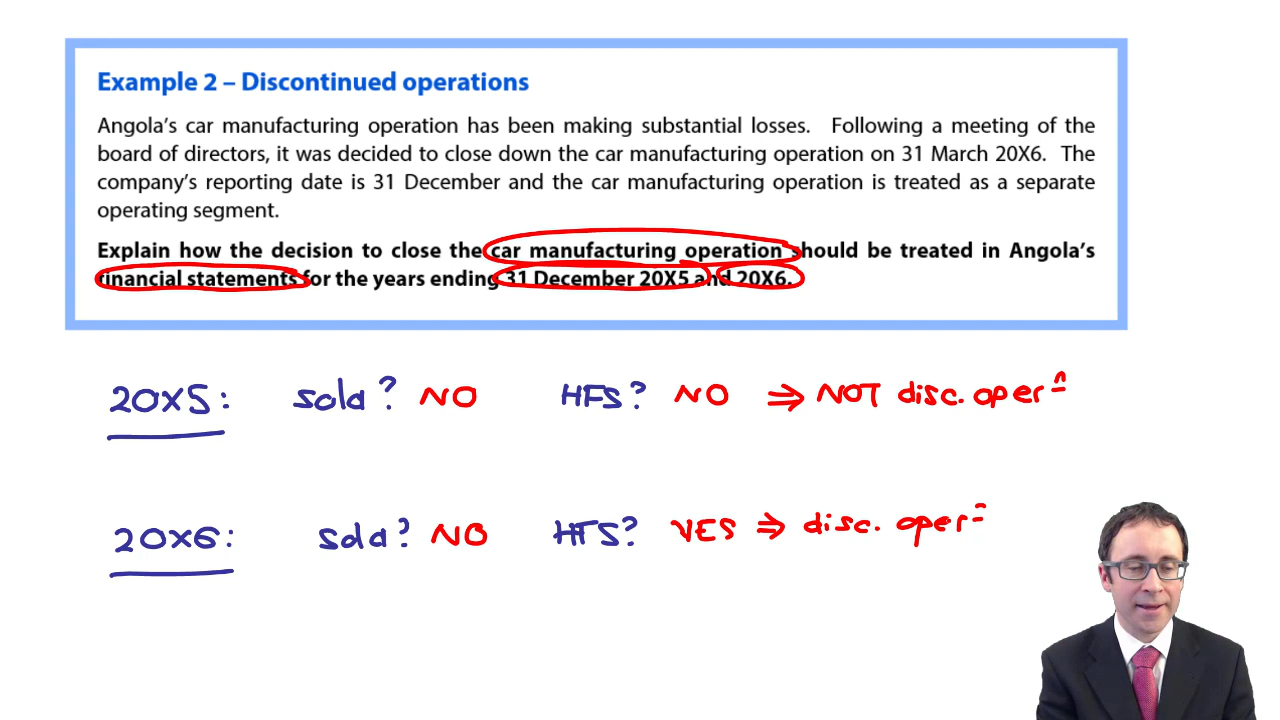 Example 2 – Discontinued operations
Angola's car manufacturing operation has been making substantial losses. Following a meeting of the
board of directors, it was decided to close down the car manufacturing operation on 31 March 20X6. The
company's reporting date is 31 December and the car manufacturing operation is treated as a separate
operating segment.
Explain how the decision to close the car manufacturing operation should be treated in Angola's
financial statements for the years ending 31 December 20X5 and 20X6.
20X5: sold? NO HFS? NO ⇒ NOT disc. oper⁼ⁿ
20X6: sold? NO HFS? YES ⇒ disc. oper⁼ⁿ